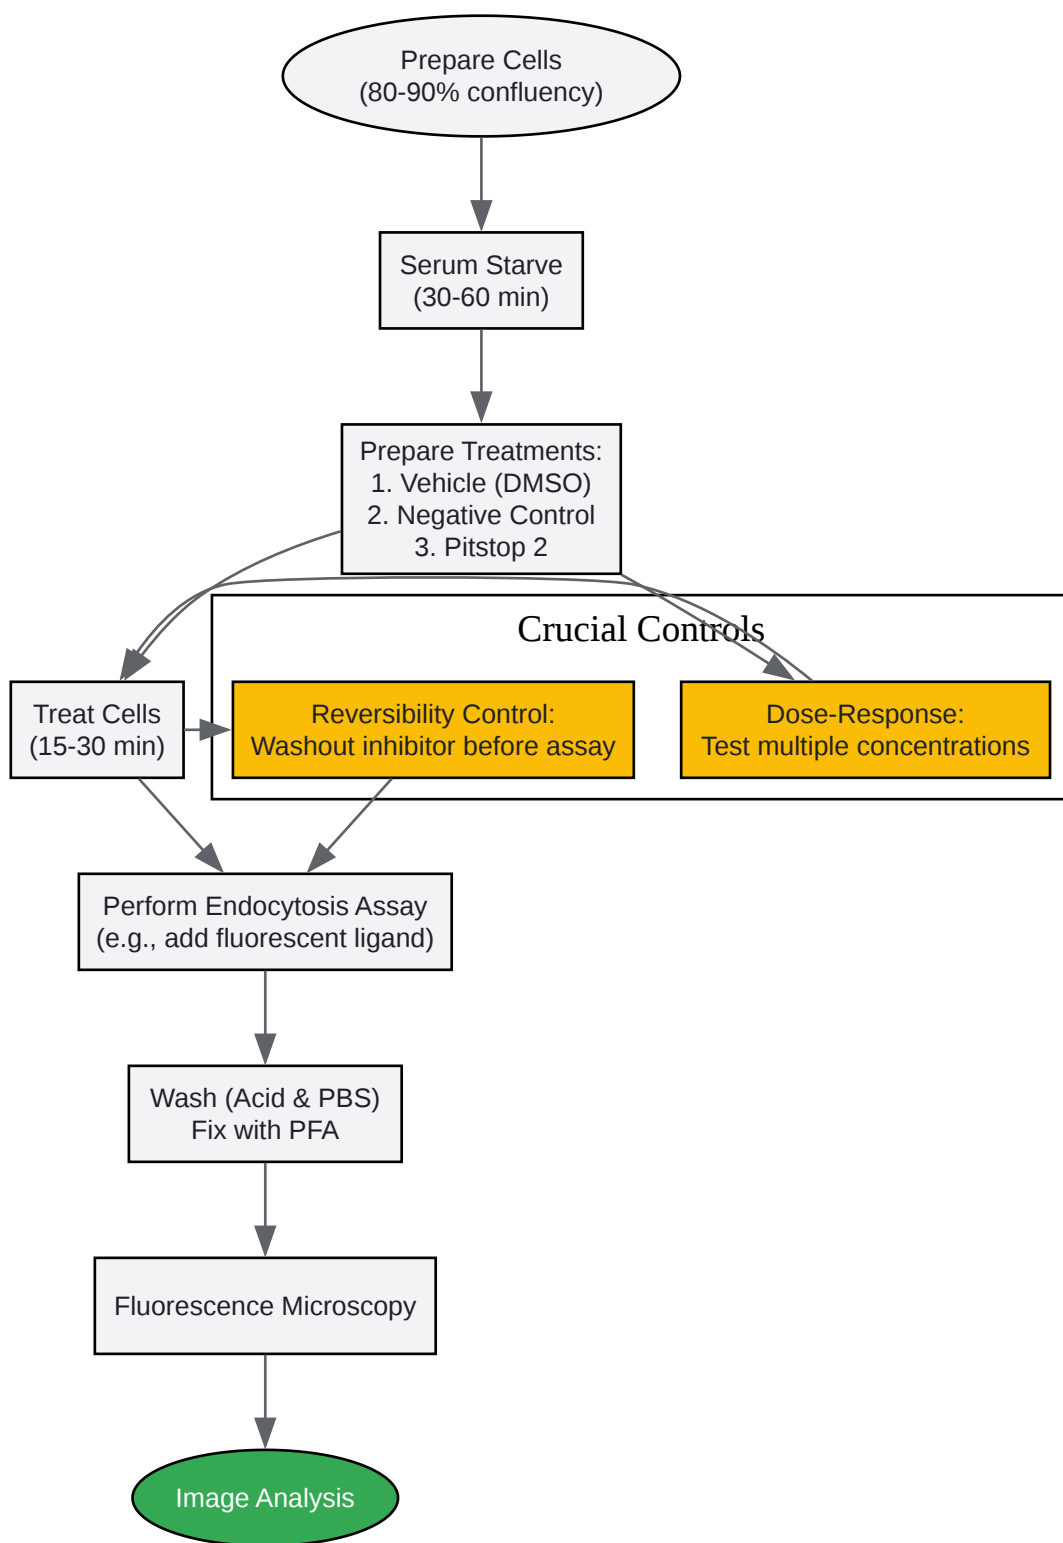 Prepare Cells
(80-90% confluency)
Serum Starve
(30-60 min)
Prepare Treatments:
1. Vehicle (DMSO)
2. Negative Control
3. Pitstop 2
Crucial Controls
Treat Cells
(15-30 min)
Reversibility Control:
Washout inhibitor before assay
Dose-Response:
Test multiple concentrations
Perform Endocytosis Assay
(e.g., add fluorescent ligand)
Wash (Acid & PBS)
Fix with PFA
Fluorescence Microscopy
Image Analysis